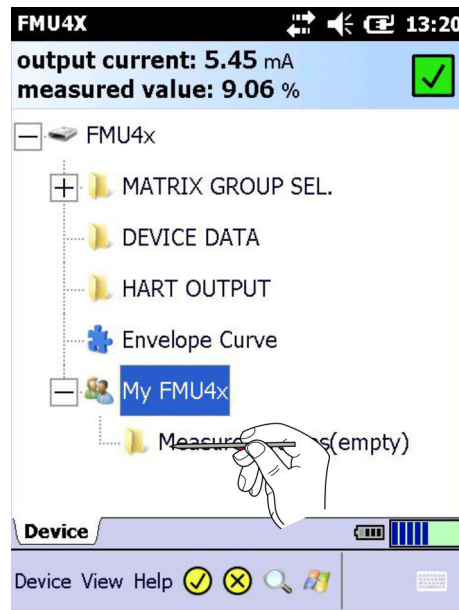 FMU4X 13:20
output current: 5.45 mA
measured value: 9.06 %
FMU4x
MATRIX GROUP SEL.
DEVICE DATA
HART OUTPUT
Envelope Curve
My FMU4x
(empty)
Device
Device View Help